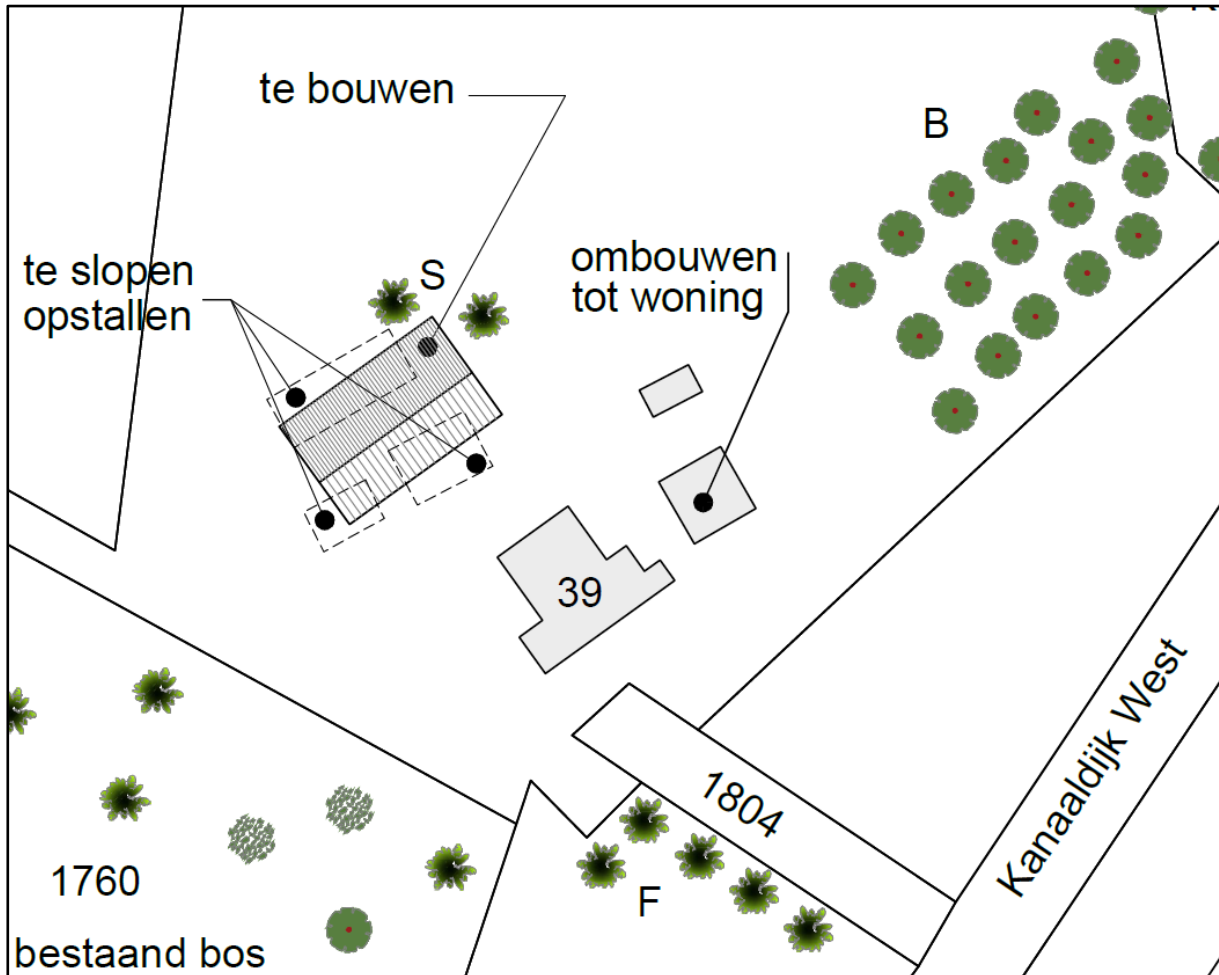 te bouwen
B
te slopen
opstallen
S
ombouwen
tot woning
39
1804
Kanaaldijk West
1760
F
bestaand bos